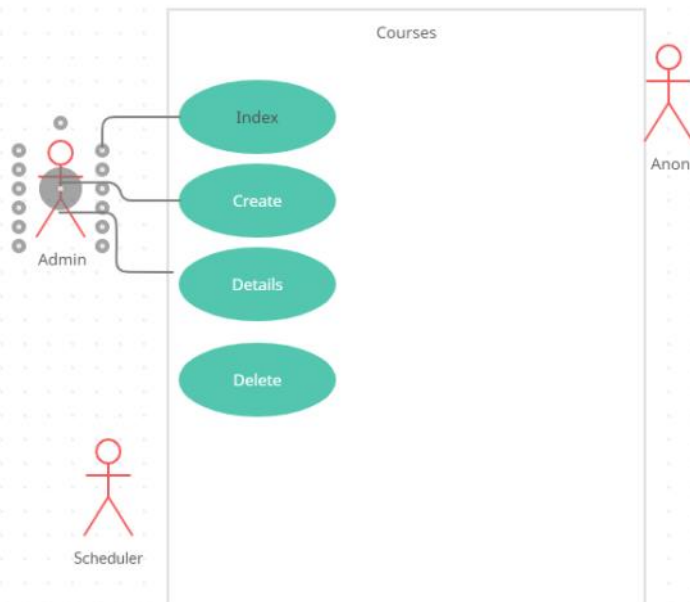 Courses
Index
Create
Details
Delete
Admin
Anon
Scheduler